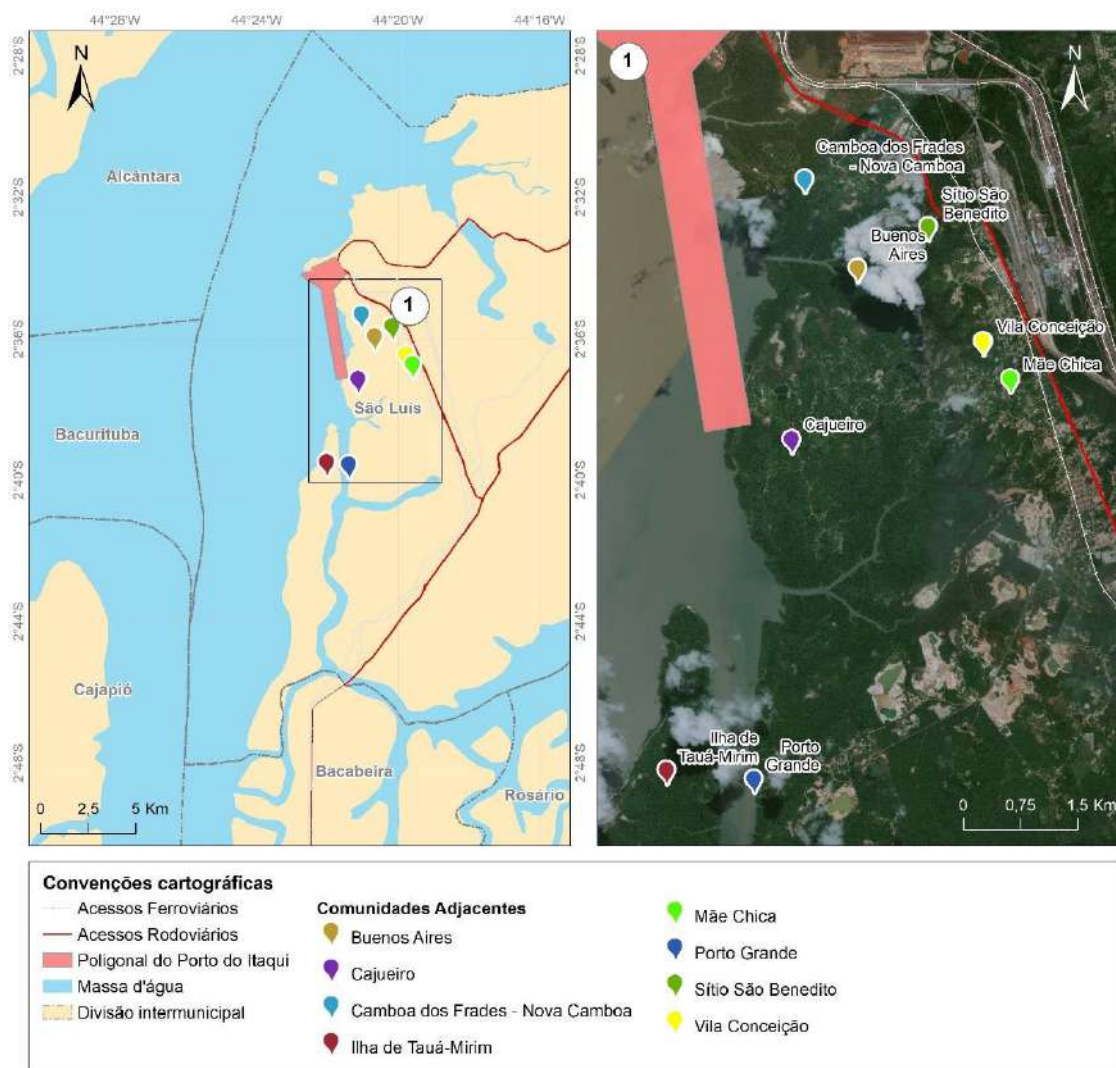 44°26'W
44°24'W
44°20'W
44°16'W
2°28'S
2°32'S
2°36'S
2°40'S
2°44'S
2°48'S
N
Alcântara
1
São Luís
Bacurituba
Cajapió
Bacabeira
Rosário
0 2,5 5 Km
2°28'S
2°32'S
2°36'S
2°40'S
2°44'S
2°48'S
1
N
Camboa dos Frades
- Nova Camboa
Sítio São
Benedito
Buenos
Aires
Vila Conceição
Mãe Chica
Cajueiro
Ilha de
Tauá-Mirim
Porto
Grande
0 0,75 1,5 Km
Convenções cartográficas
Acessos Ferroviários
Acessos Rodoviários
Poligonal do Porto do Itaqui
Massa d'água
Divisão intermunicipal
Comunidades Adjacentes
Buenos Aires
Cajueiro
Camboa dos Frades - Nova Camboa
Ilha de Tauá-Mirim
Mãe Chica
Porto Grande
Sítio São Benedito
Vila Conceição